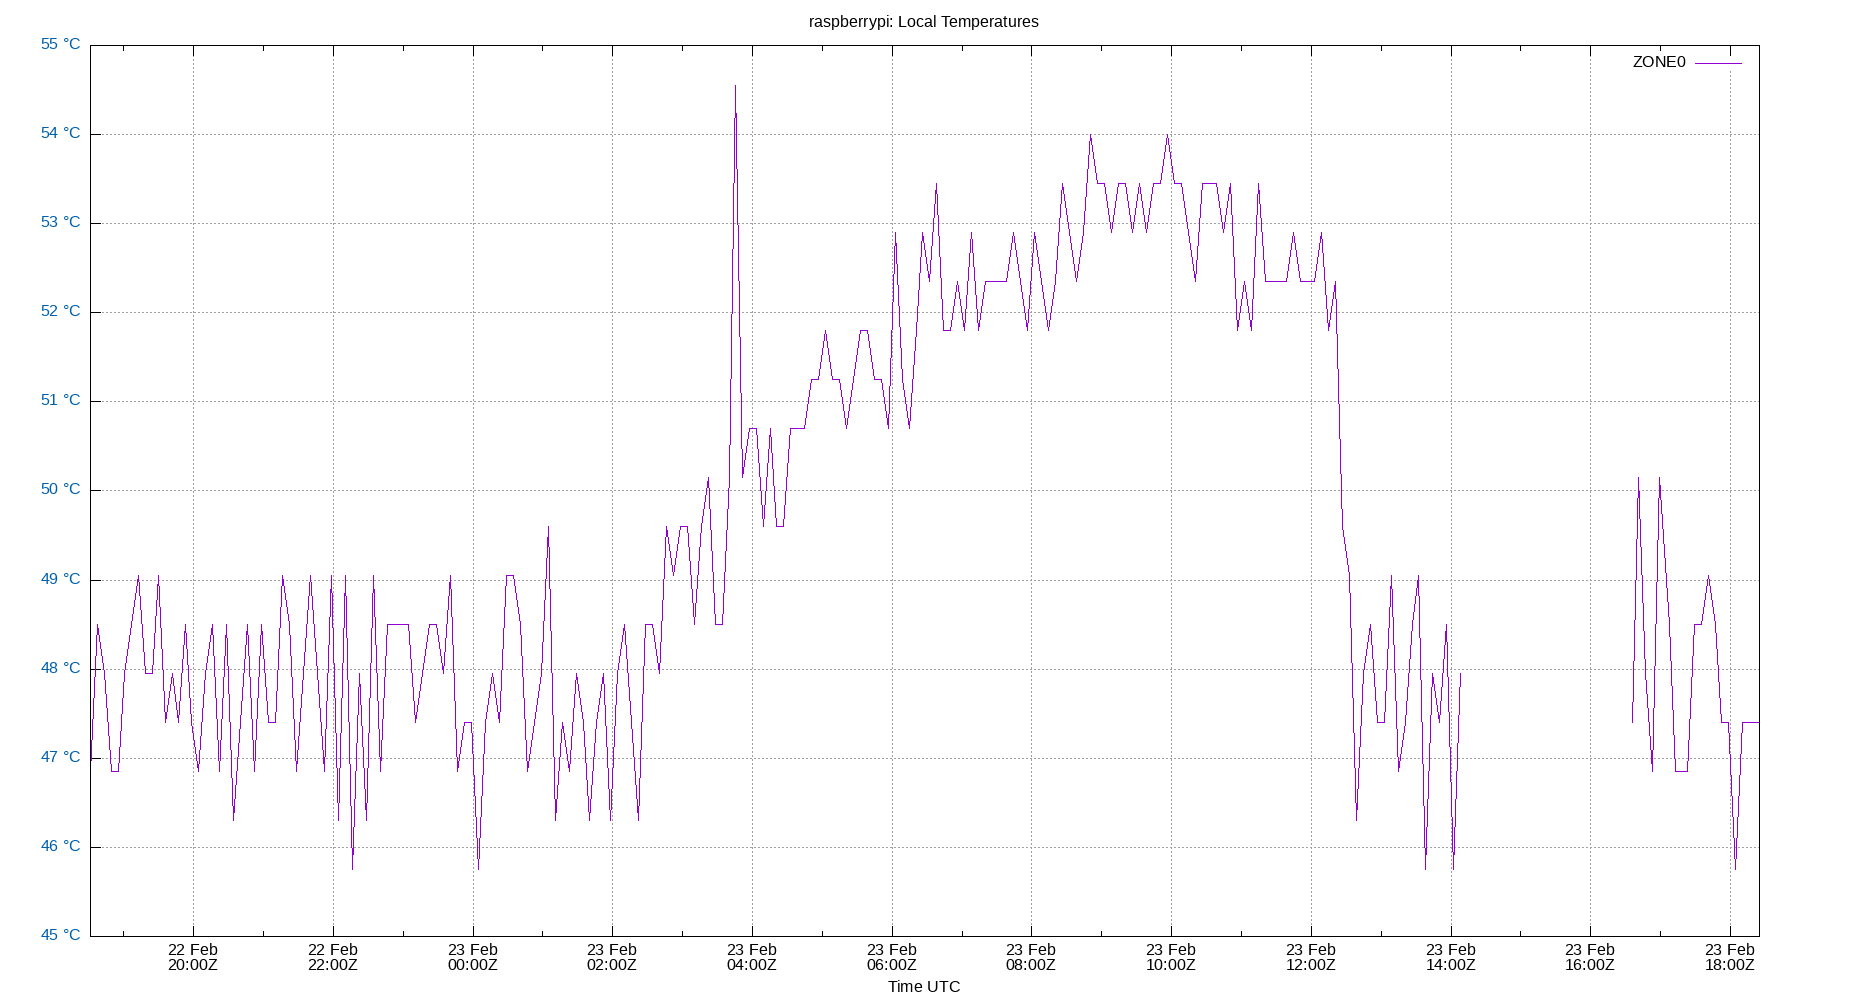 raspberrypi: Local Temperatures
55 °C
ZONE0
54 °C
53 °C
52 °C
51 °C
50 °C
49 °C
48 °C
47 °C
46 °C
45 °C
22 Feb 22 Feb 23 Feb 23 Feb 23 Feb 23 Feb 23 Feb 23 Feb 23 Feb 23 Feb 23 Feb 23 Feb
20:00Z 22:00Z 00:00Z 02:00Z 04:00Z 06:00Z 08:00Z 10:00Z 12:00Z 14:00Z 16:00Z 18:00Z
Time UTC